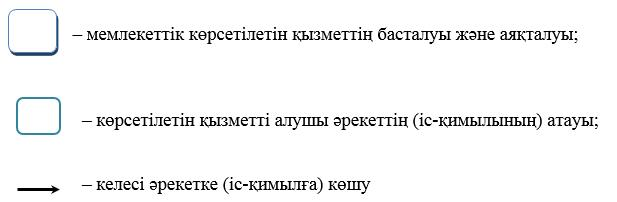 – мемлекеттік көрсетілетін қызметтің басталуы және аяқталуы;
– көрсетілетін қызметті алушы әрекеттің (іс-қимылының) атауы;
– келесі әрекетке (іс-қимылға) көшу